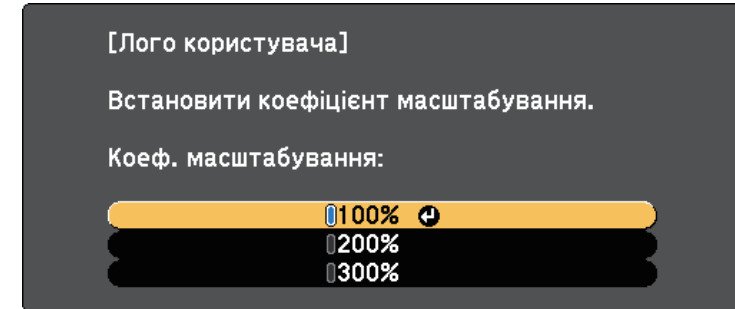 [Лого користувача]
Встановити коефіцієнт масштабування.
Коеф. масштабування:
100%
200%
300%